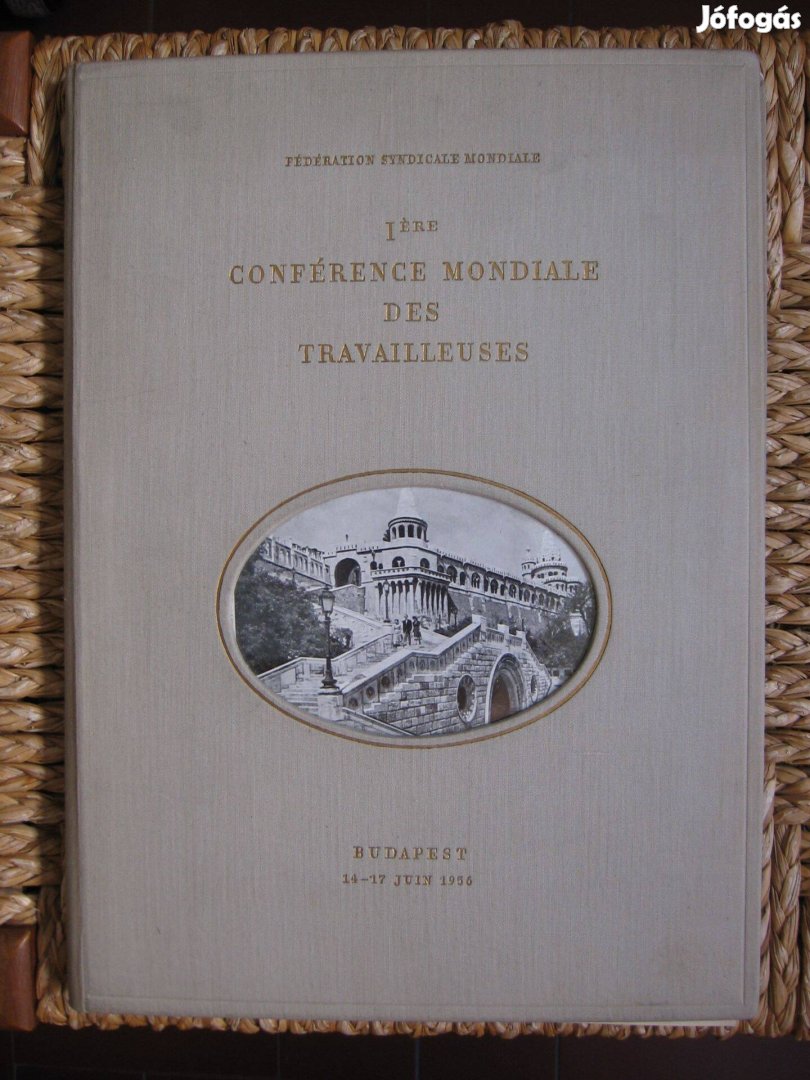 Jófogás
FÉDÉRATION SYNDICALE MONDIALE
IÈRE
CONFÉRENCE MONDIALE
DES
TRAVAILLEUSES
BUDAPEST
14-17 JUIN 1956